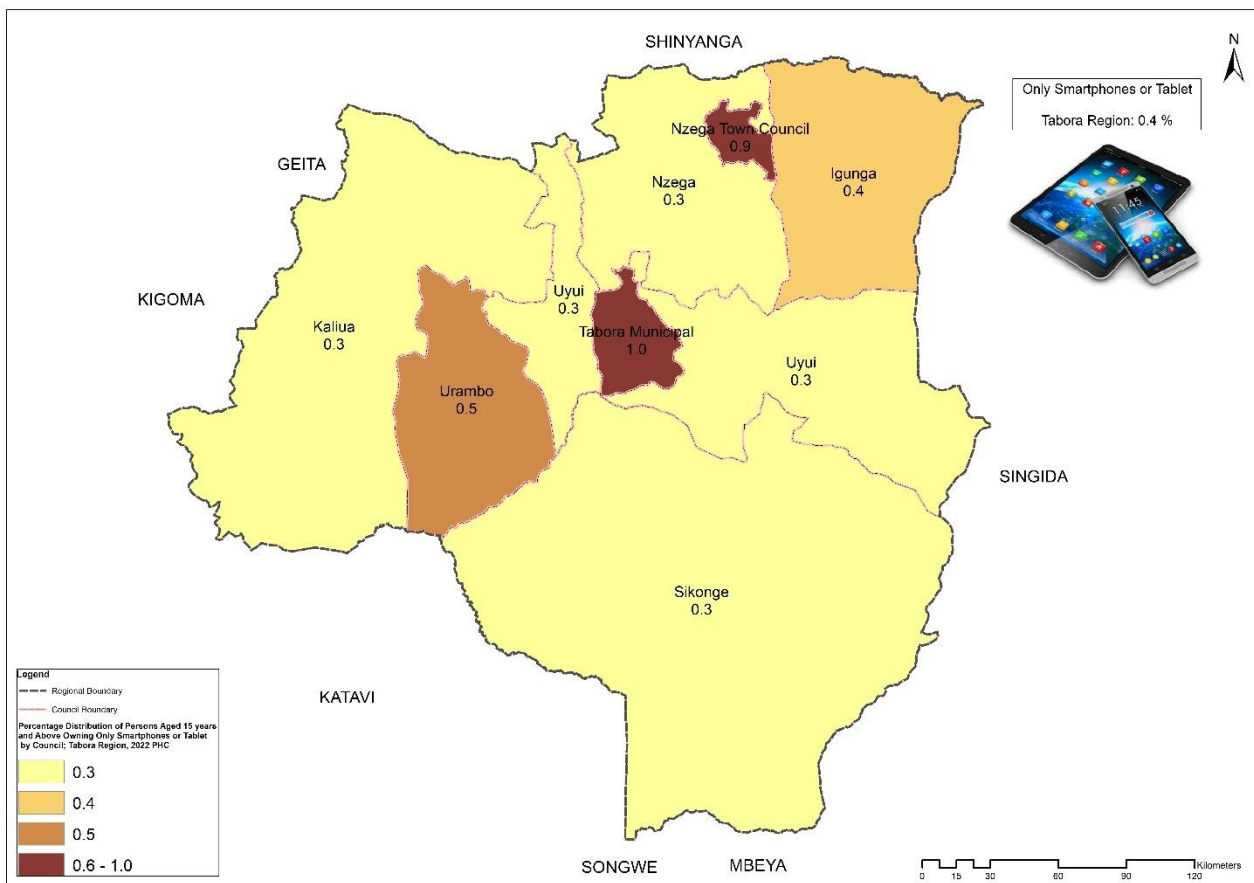 SHINYANGA
N
Only Smartphones or Tablet
Tabora Region: 0.4 %
11:45
GEITA
Nzega Town Council
0.9
Nzega
0.3
Igunga
0.4
KIGOMA
Kaliua
0.3
Uyui
0.3
Tabora Municipal
1.0
Uyui
0.3
Urambo
0.5
SINGIDA
Sikonge
0.3
KATAVI
Legend
Regional Boundary
Council Boundary
Percentage Distribution of Persons Aged 15 years
and Above Owning Only Smartphones or Tablet
by Council; Tabora Region, 2022 PHC
0.3
0.4
0.5
0.6 - 1.0
SONGWE
MBEYA
Kilometers
0 15 30 60 90 120